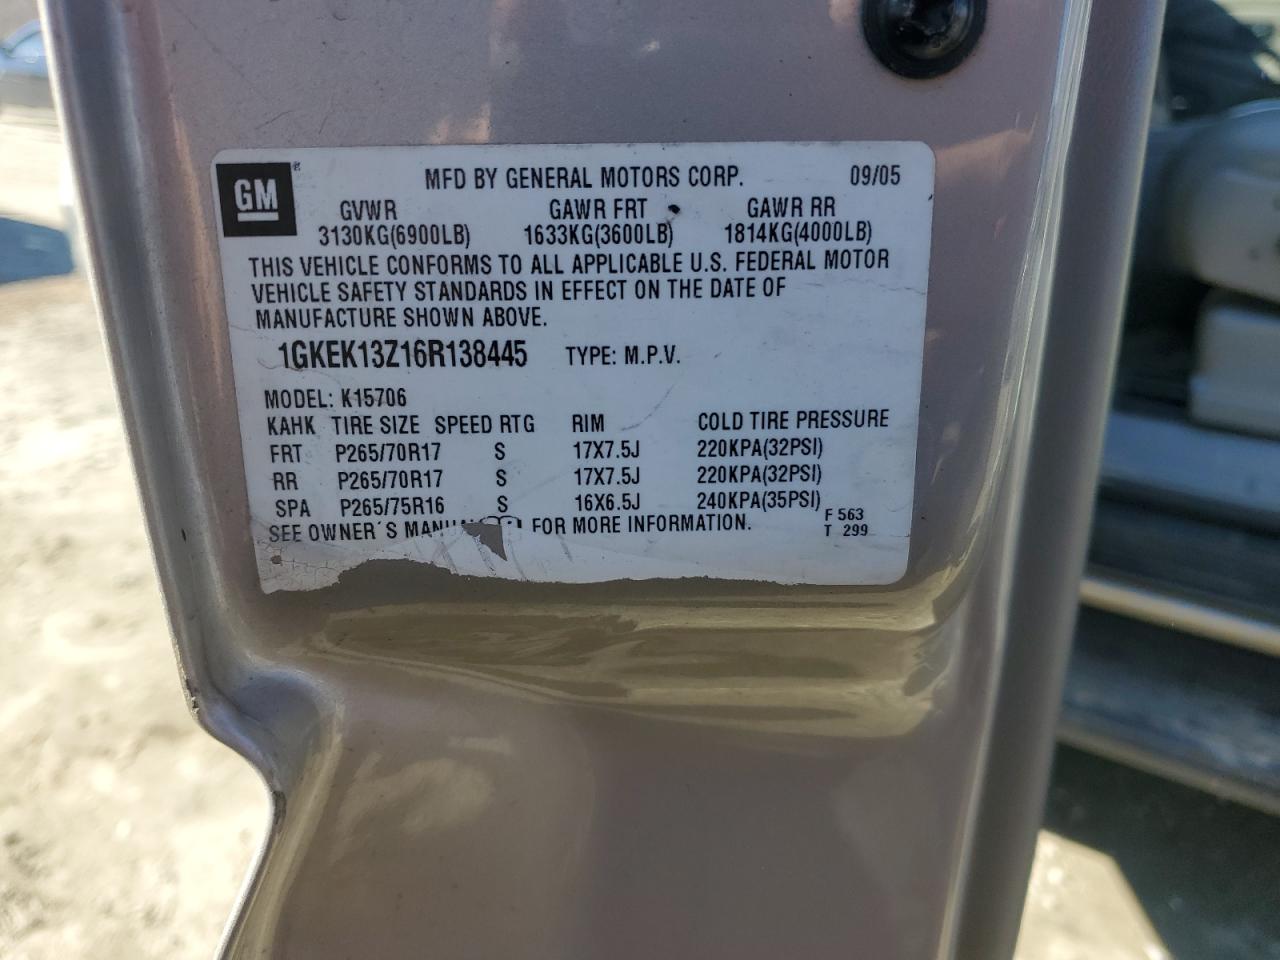 GM
MFD BY GENERAL MOTORS CORP. 09/05
GVWR GAWR FRT GAWR RR
3130KG(6900LB) 1633KG(3600LB) 1814KG(4000LB)
THIS VEHICLE CONFORMS TO ALL APPLICABLE U.S. FEDERAL MOTOR
VEHICLE SAFETY STANDARDS IN EFFECT ON THE DATE OF
MANUFACTURE SHOWN ABOVE.
1GKEK13Z16R138445 TYPE: M.P.V.
MODEL: K15706
KAHK TIRE SIZE SPEED RTG RIM COLD TIRE PRESSURE
FRT P265/70R17 S 17X7.5J 220KPA(32PSI)
RR P265/70R17 S 17X7.5J 220KPA(32PSI)
SPA P265/75R16 S 16X6.5J 240KPA(35PSI) F 563
SEE OWNER'S FOR MORE INFORMATION. T 299